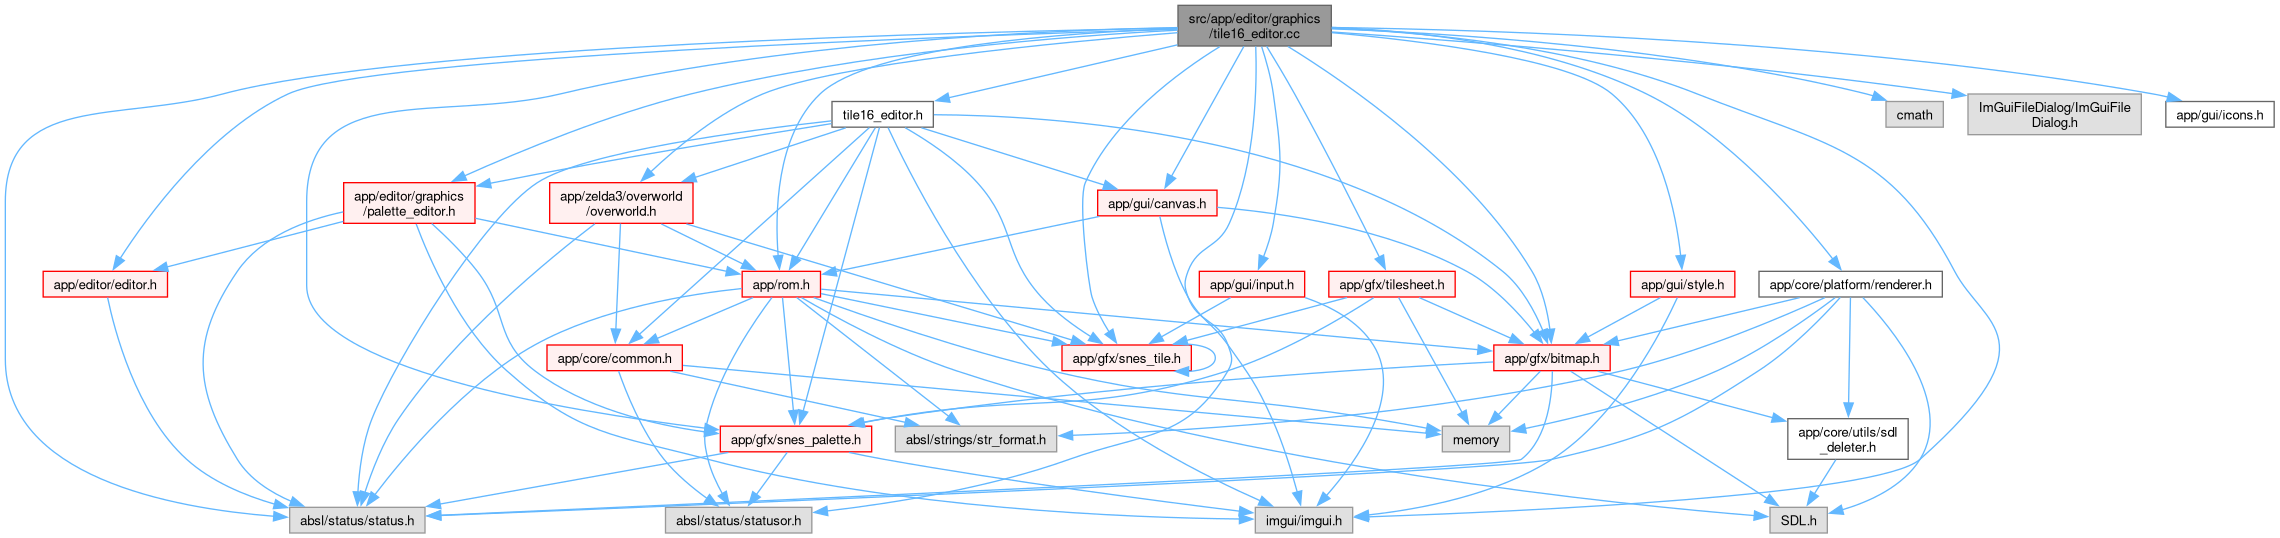 src/app/editor/graphics
/tile16_editor.cc
tile16_editor.h
cmath
ImGuiFileDialog/ImGuiFile
Dialog.h
app/gui/icons.h
app/editor/graphics
/palette_editor.h
app/zelda3/overworld
/overworld.h
app/gui/canvas.h
app/editor/editor.h
app/rom.h
app/gui/input.h
app/gfx/tilesheet.h
app/gui/style.h
app/core/platform/renderer.h
app/core/common.h
app/gfx/snes_tile.h
app/gfx/bitmap.h
app/gfx/snes_palette.h
absl/strings/str_format.h
memory
app/core/utils/sdl
_deleter.h
absl/status/status.h
absl/status/statusor.h
imgui/imgui.h
SDL.h